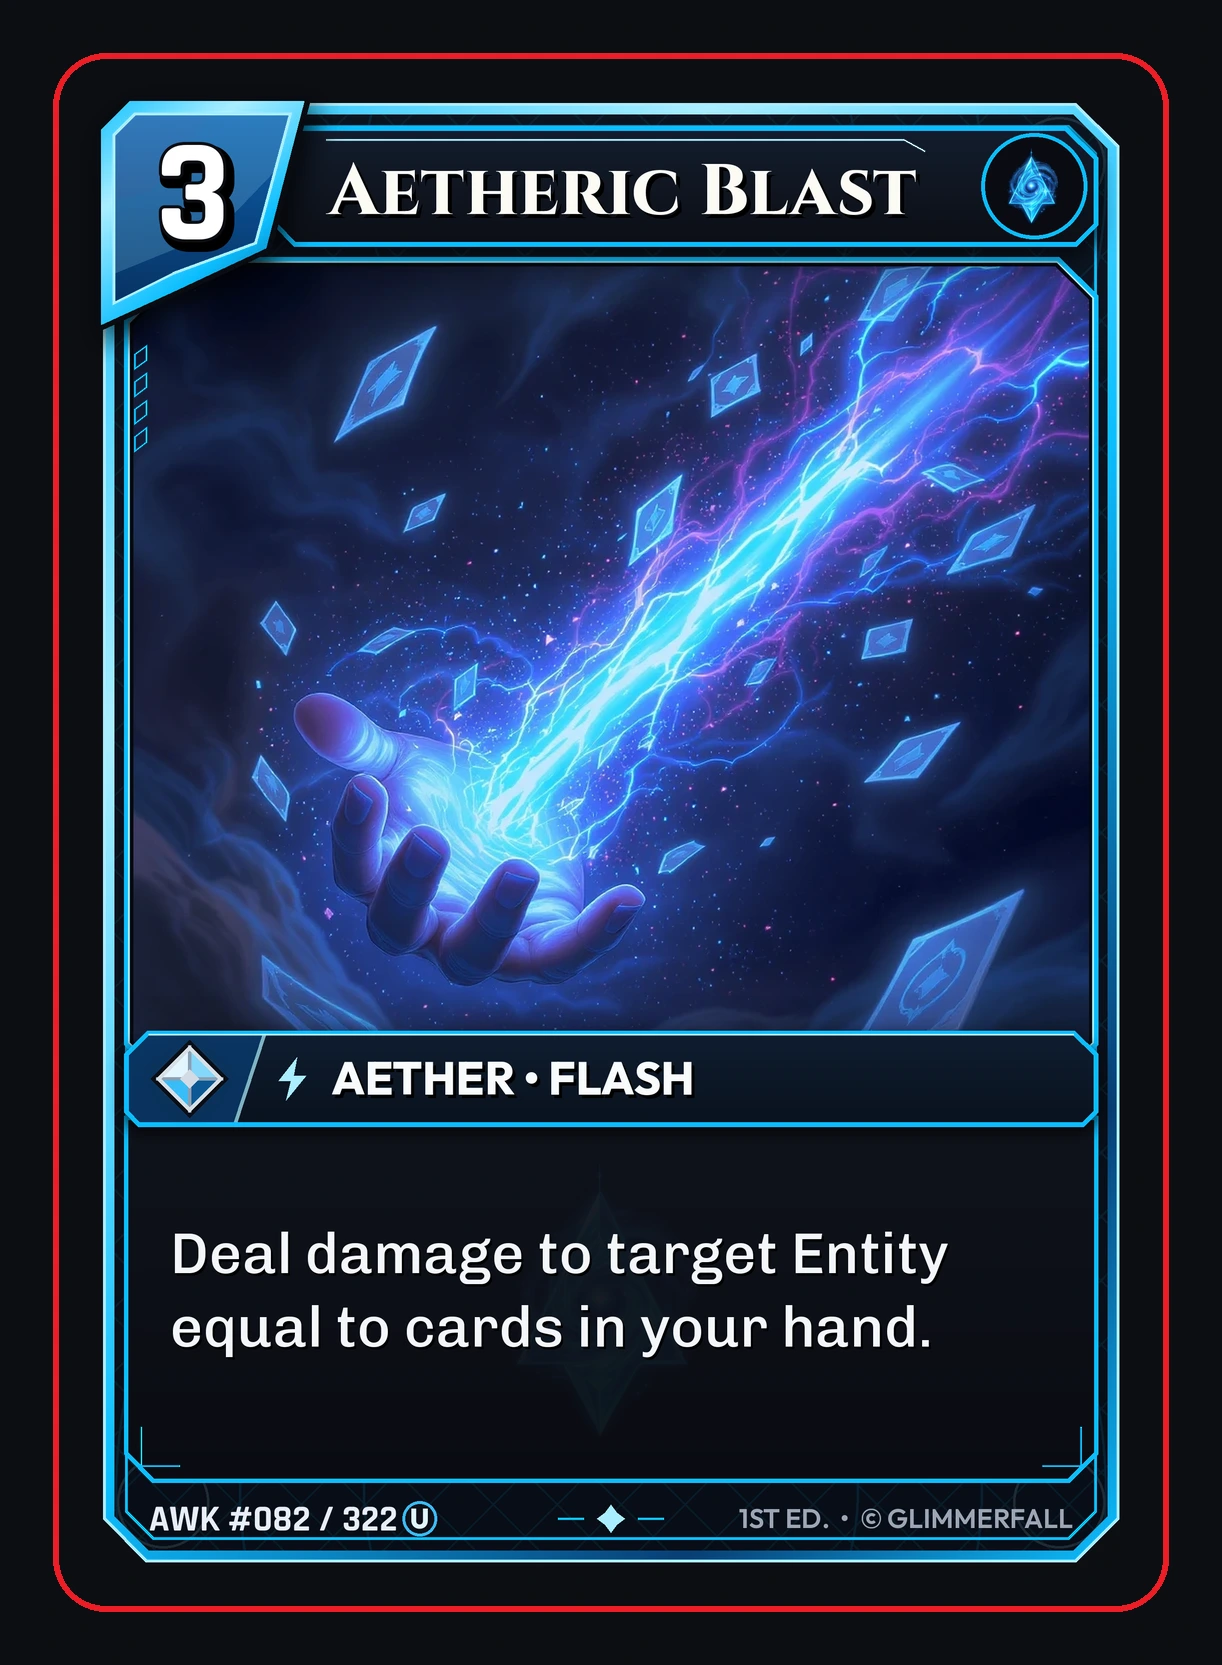 3
AETHERIC BLAST
AETHER • FLASH
Deal damage to target Entity
equal to cards in your hand.
AWK #082 / 322 U
1ST ED. • © GLIMMERFALL